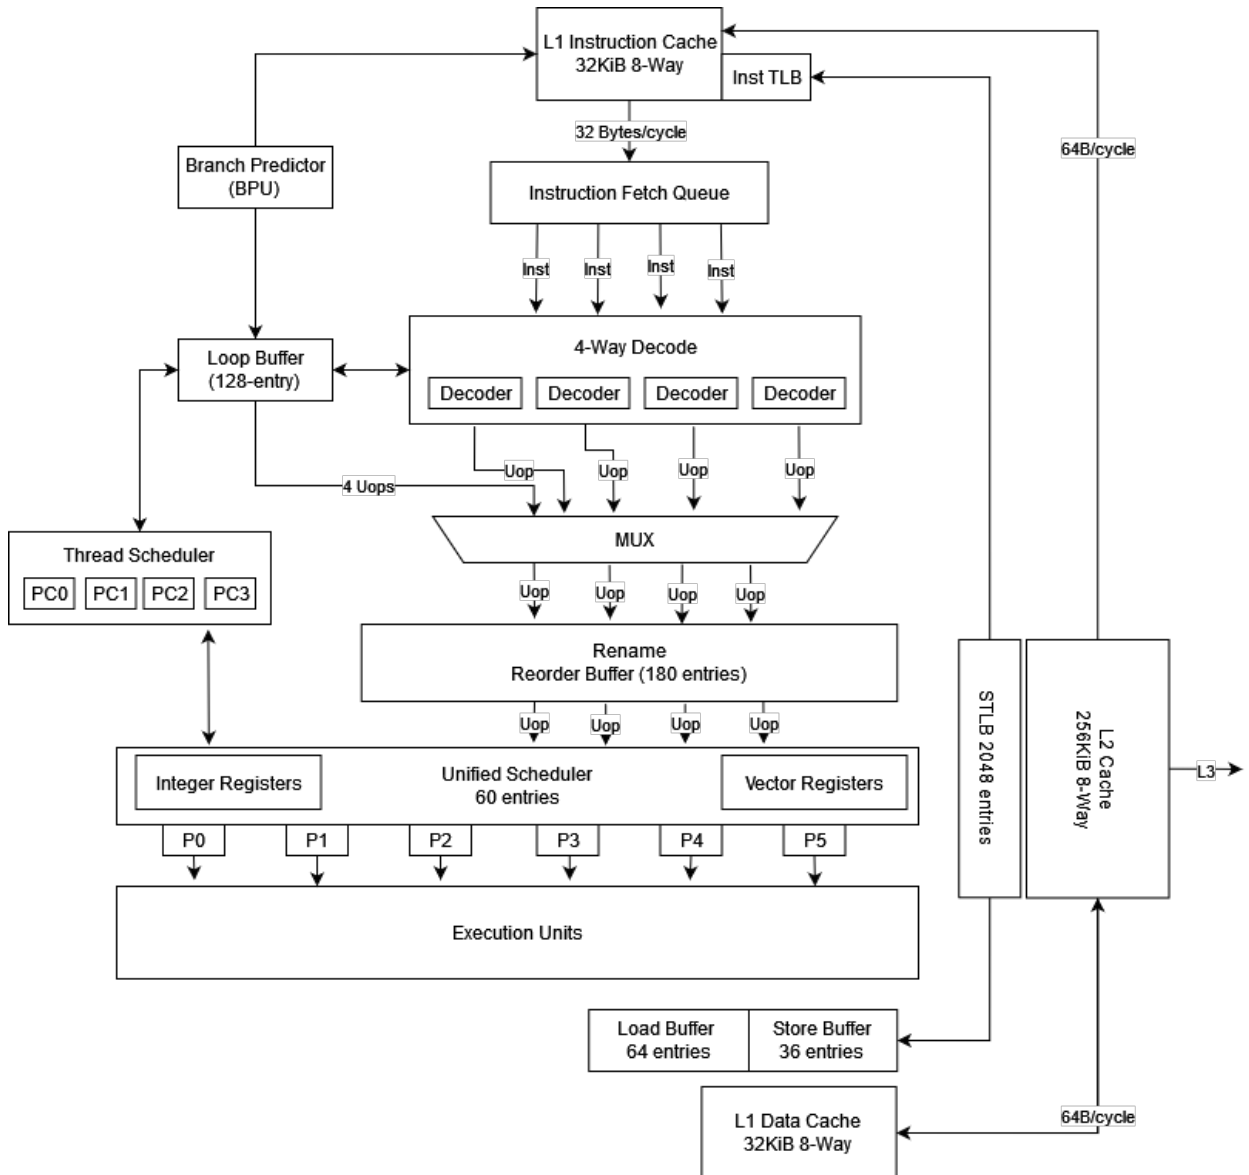 L1 Instruction Cache
32KiB 8-Way
Inst TLB
32 Bytes/cycle
64B/cycle
Branch Predictor
(BPU)
Instruction Fetch Queue
Inst
Inst
Inst
Inst
Loop Buffer
(128-entry)
4-Way Decode
Decoder
Decoder
Decoder
Decoder
Uop
Uop
Uop
Uop
4 Uops
MUX
Thread Scheduler
PC0
PC1
PC2
PC3
Uop
Uop
Uop
Uop
Rename
Reorder Buffer (180 entries)
Uop
Uop
Uop
Uop
STLB 2048 entries
L2 Cache
256KiB 8-Way
L3
Integer Registers
Unified Scheduler
60 entries
Vector Registers
P0
P1
P2
P3
P4
P5
Execution Units
Load Buffer
64 entries
Store Buffer
36 entries
L1 Data Cache
32KiB 8-Way
64B/cycle